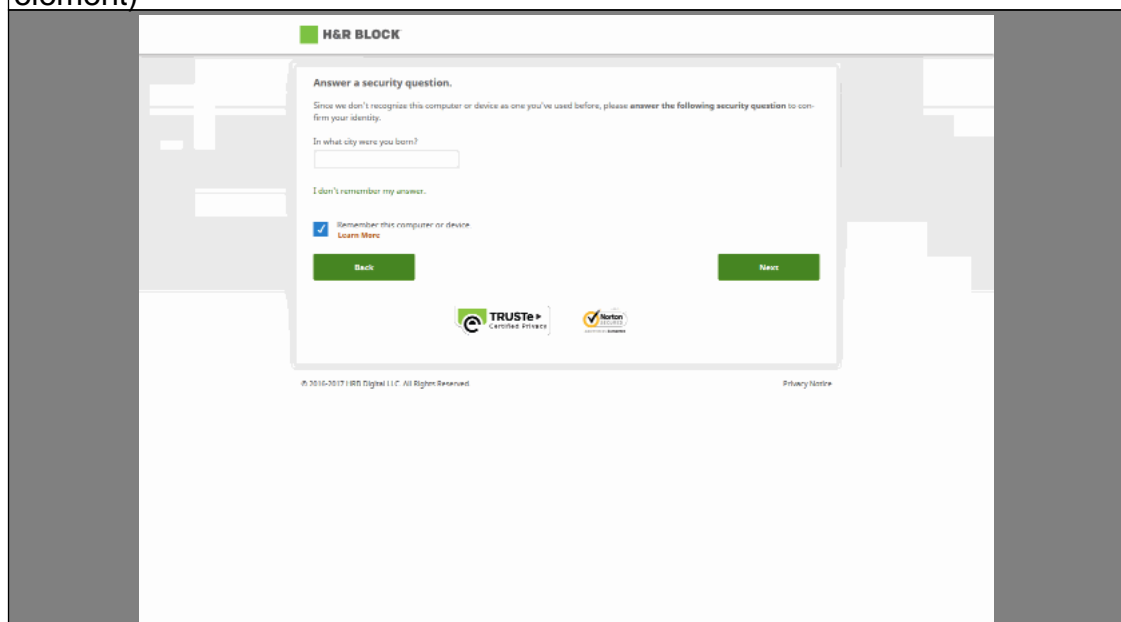 element)
H&R BLOCK
Answer a security question.
Since we don't recognize this computer or device as one you've used before, please answer the following security question to con-
firm your identity.
In what city were you born?
I don't remember my answer.
Remember this computer or device
Learn More
Back
Next
TRUSTe
Certified Privacy
Norton
SECURED
© 2016-2017 HRB Digital LLC. All Rights Reserved.
Privacy Notice